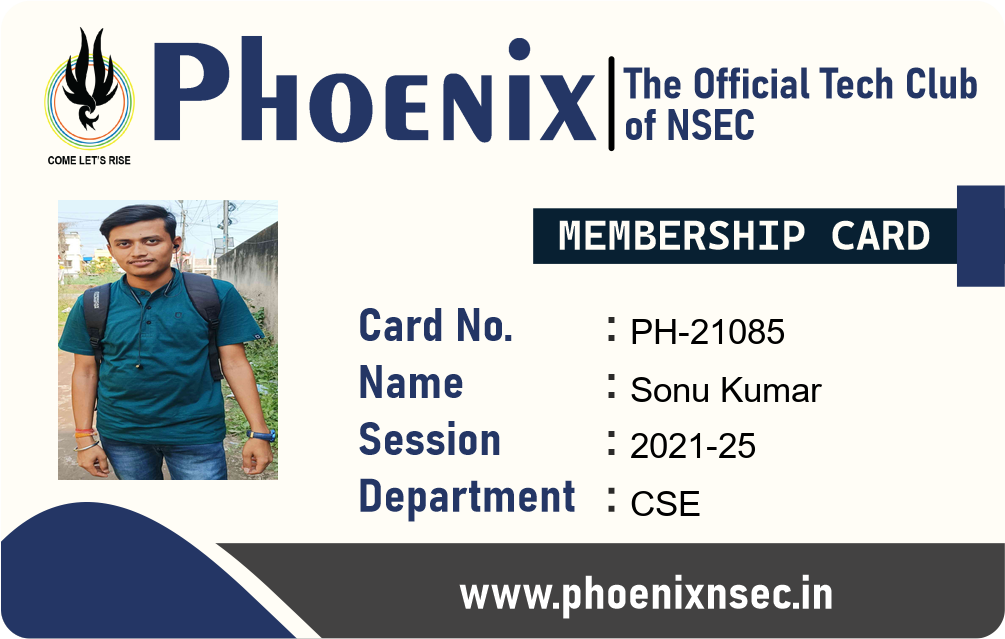 COME LET'S RISE
PHOENIX
The Official Tech Club
of NSEC
MEMBERSHIP CARD
Card No. : PH-21085
Name : Sonu Kumar
Session : 2021-25
Department : CSE
www.phoenixnsec.in